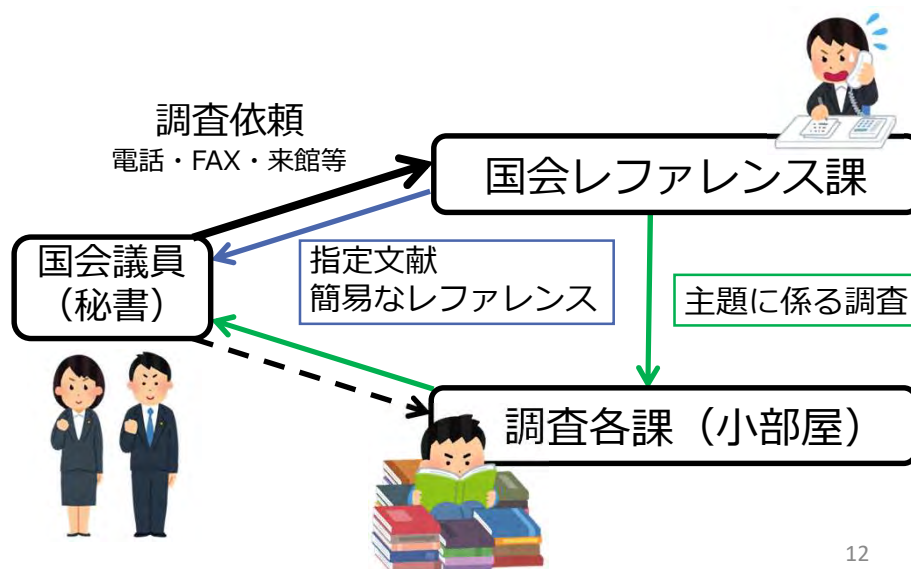 調査依頼
電話・FAX・来館等
国会レファレンス課
国会議員
（秘書）
指定文献
簡易なレファレンス
主題に係る調査
調査各課（小部屋）
12